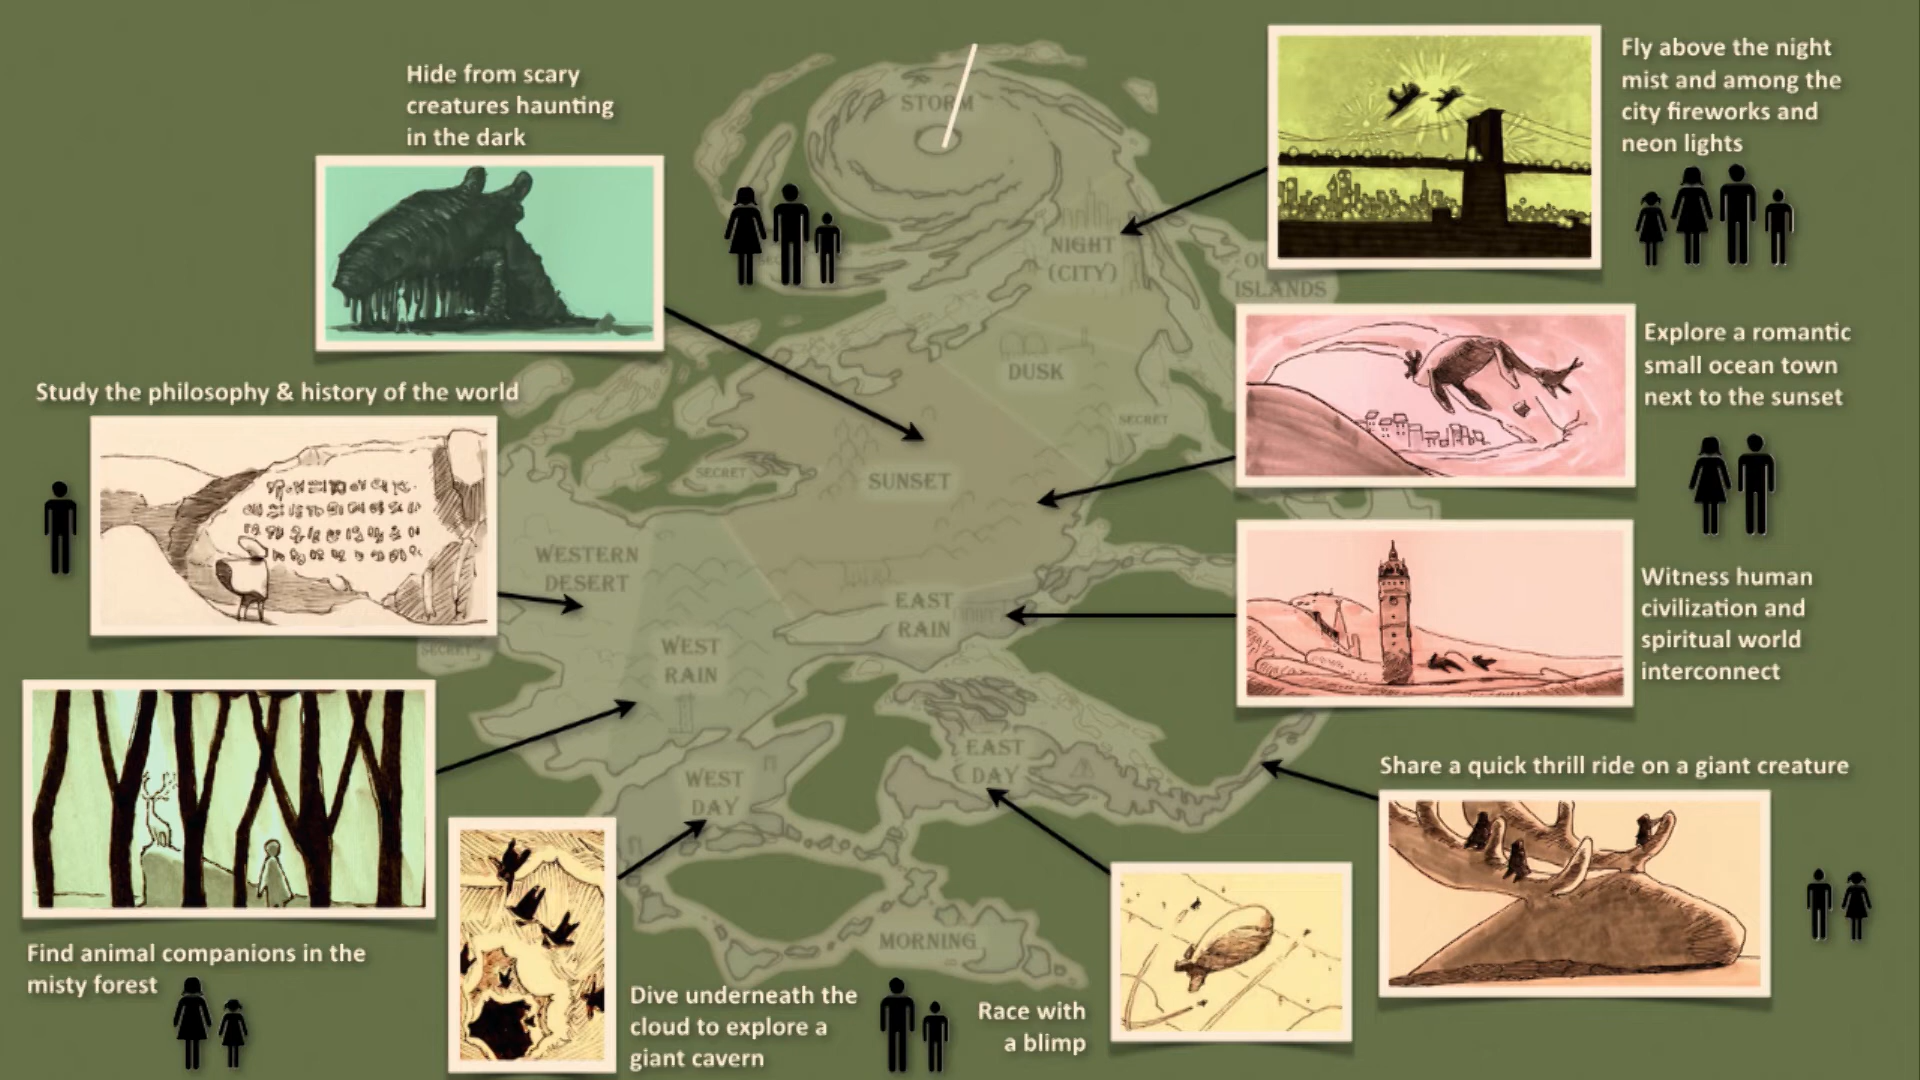 Hide from scary
creatures haunting
in the dark
Fly above the night
mist and among the
city fireworks and
neon lights
Study the philosophy & history of the world
Explore a romantic
small ocean town
next to the sunset
Witness human
civilization and
spiritual world
interconnect
Find animal companions in the
misty forest
Dive underneath the
cloud to explore a
giant cavern
Race with
a blimp
Share a quick thrill ride on a giant creature
STORM
NIGHT
(CITY)
ISLANDS
DUSK
SECRET
SECRET
SUNSET
WESTERN
DESERT
EAST
RAIN
WEST
RAIN
SECRET
EAST
DAY
WEST
DAY
MORNING